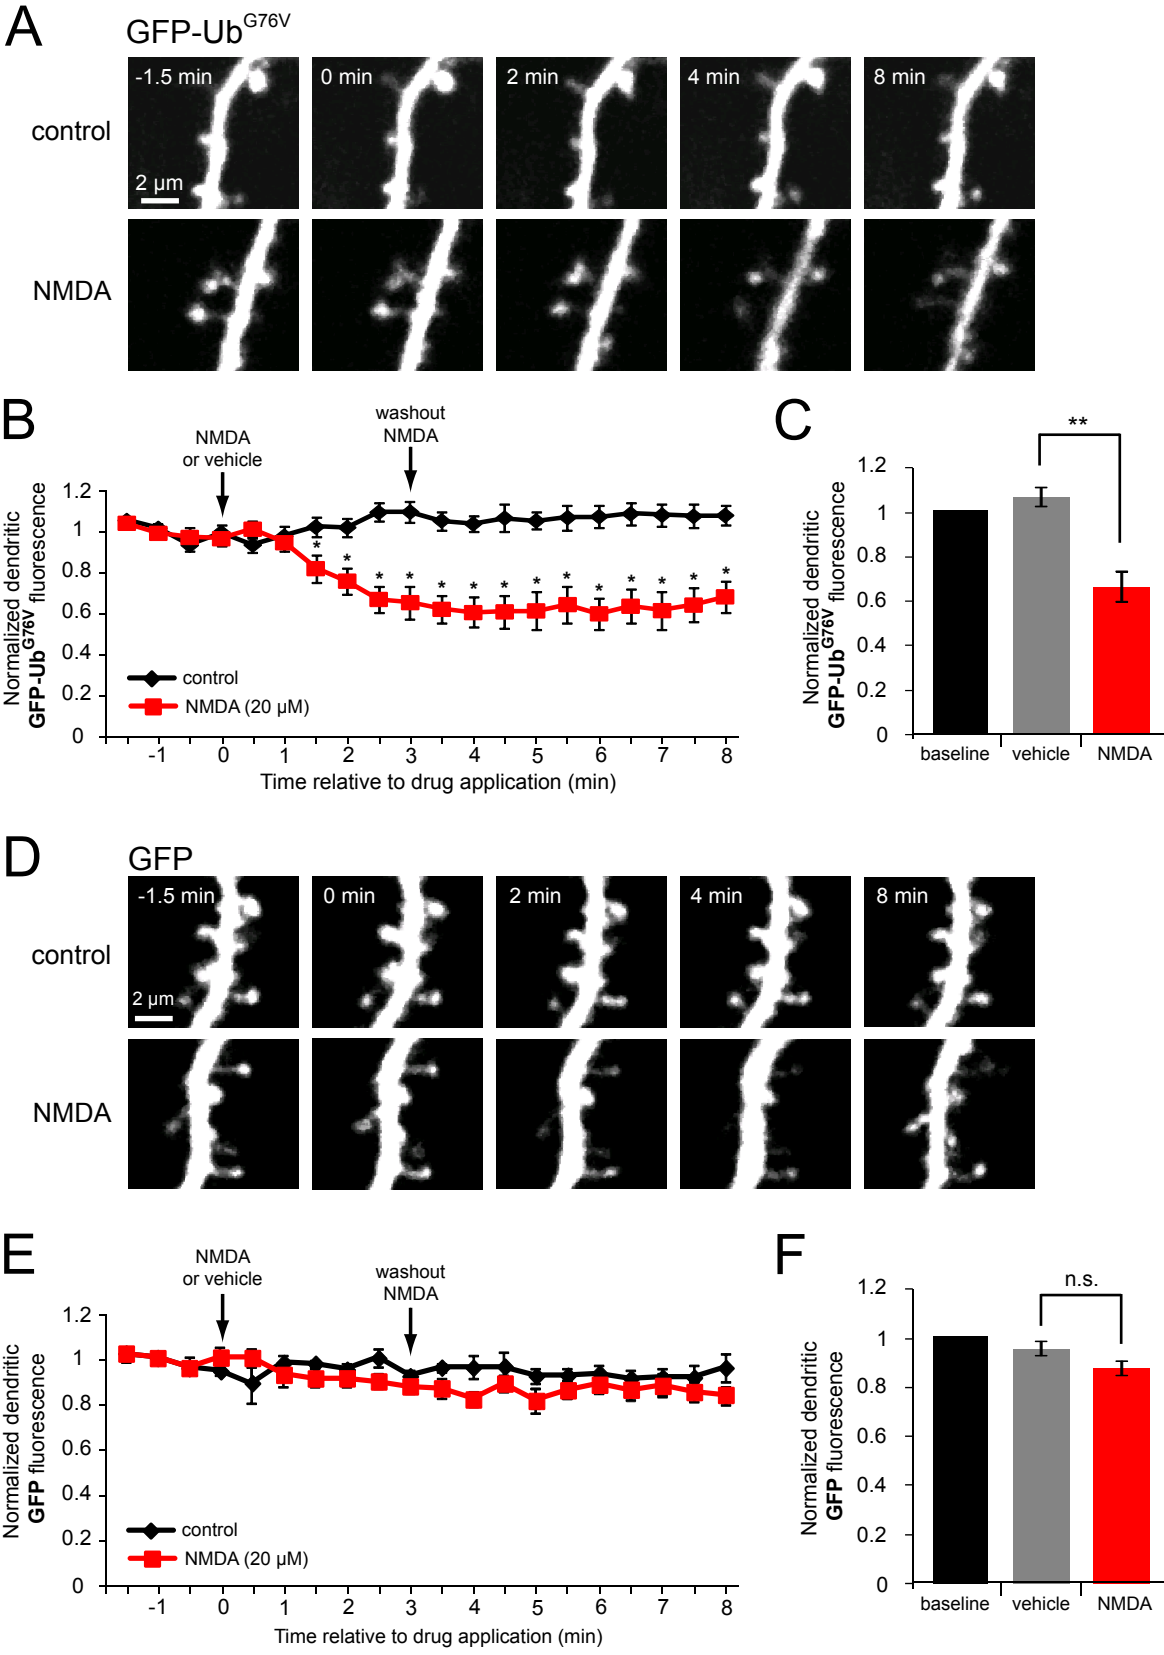 A
GFP-Ub^G76V
-1.5 min
0 min
2 min
4 min
8 min
control
2 µm
NMDA
B
NMDA
or vehicle
washout
NMDA
Normalized dendritic
GFP-Ub^G76V fluorescence
1.2
1
0.8
0.6
0.4
0.2
0
* * * * * * * * * * * * * *
control
NMDA (20 µM)
-1 0 1 2 3 4 5 6 7 8
Time relative to drug application (min)
C
**
Normalized dendritic
GFP-Ub^G76V fluorescence
1.2
1
0.8
0.6
0.4
0.2
0
baseline vehicle NMDA
D
GFP
-1.5 min
0 min
2 min
4 min
8 min
control
2 µm
NMDA
E
NMDA
or vehicle
washout
NMDA
Normalized dendritic
GFP fluorescence
1.2
1
0.8
0.6
0.4
0.2
0
control
NMDA (20 µM)
-1 0 1 2 3 4 5 6 7 8
Time relative to drug application (min)
F
n.s.
Normalized dendritic
GFP fluorescence
1.2
1
0.8
0.6
0.4
0.2
0
baseline vehicle NMDA